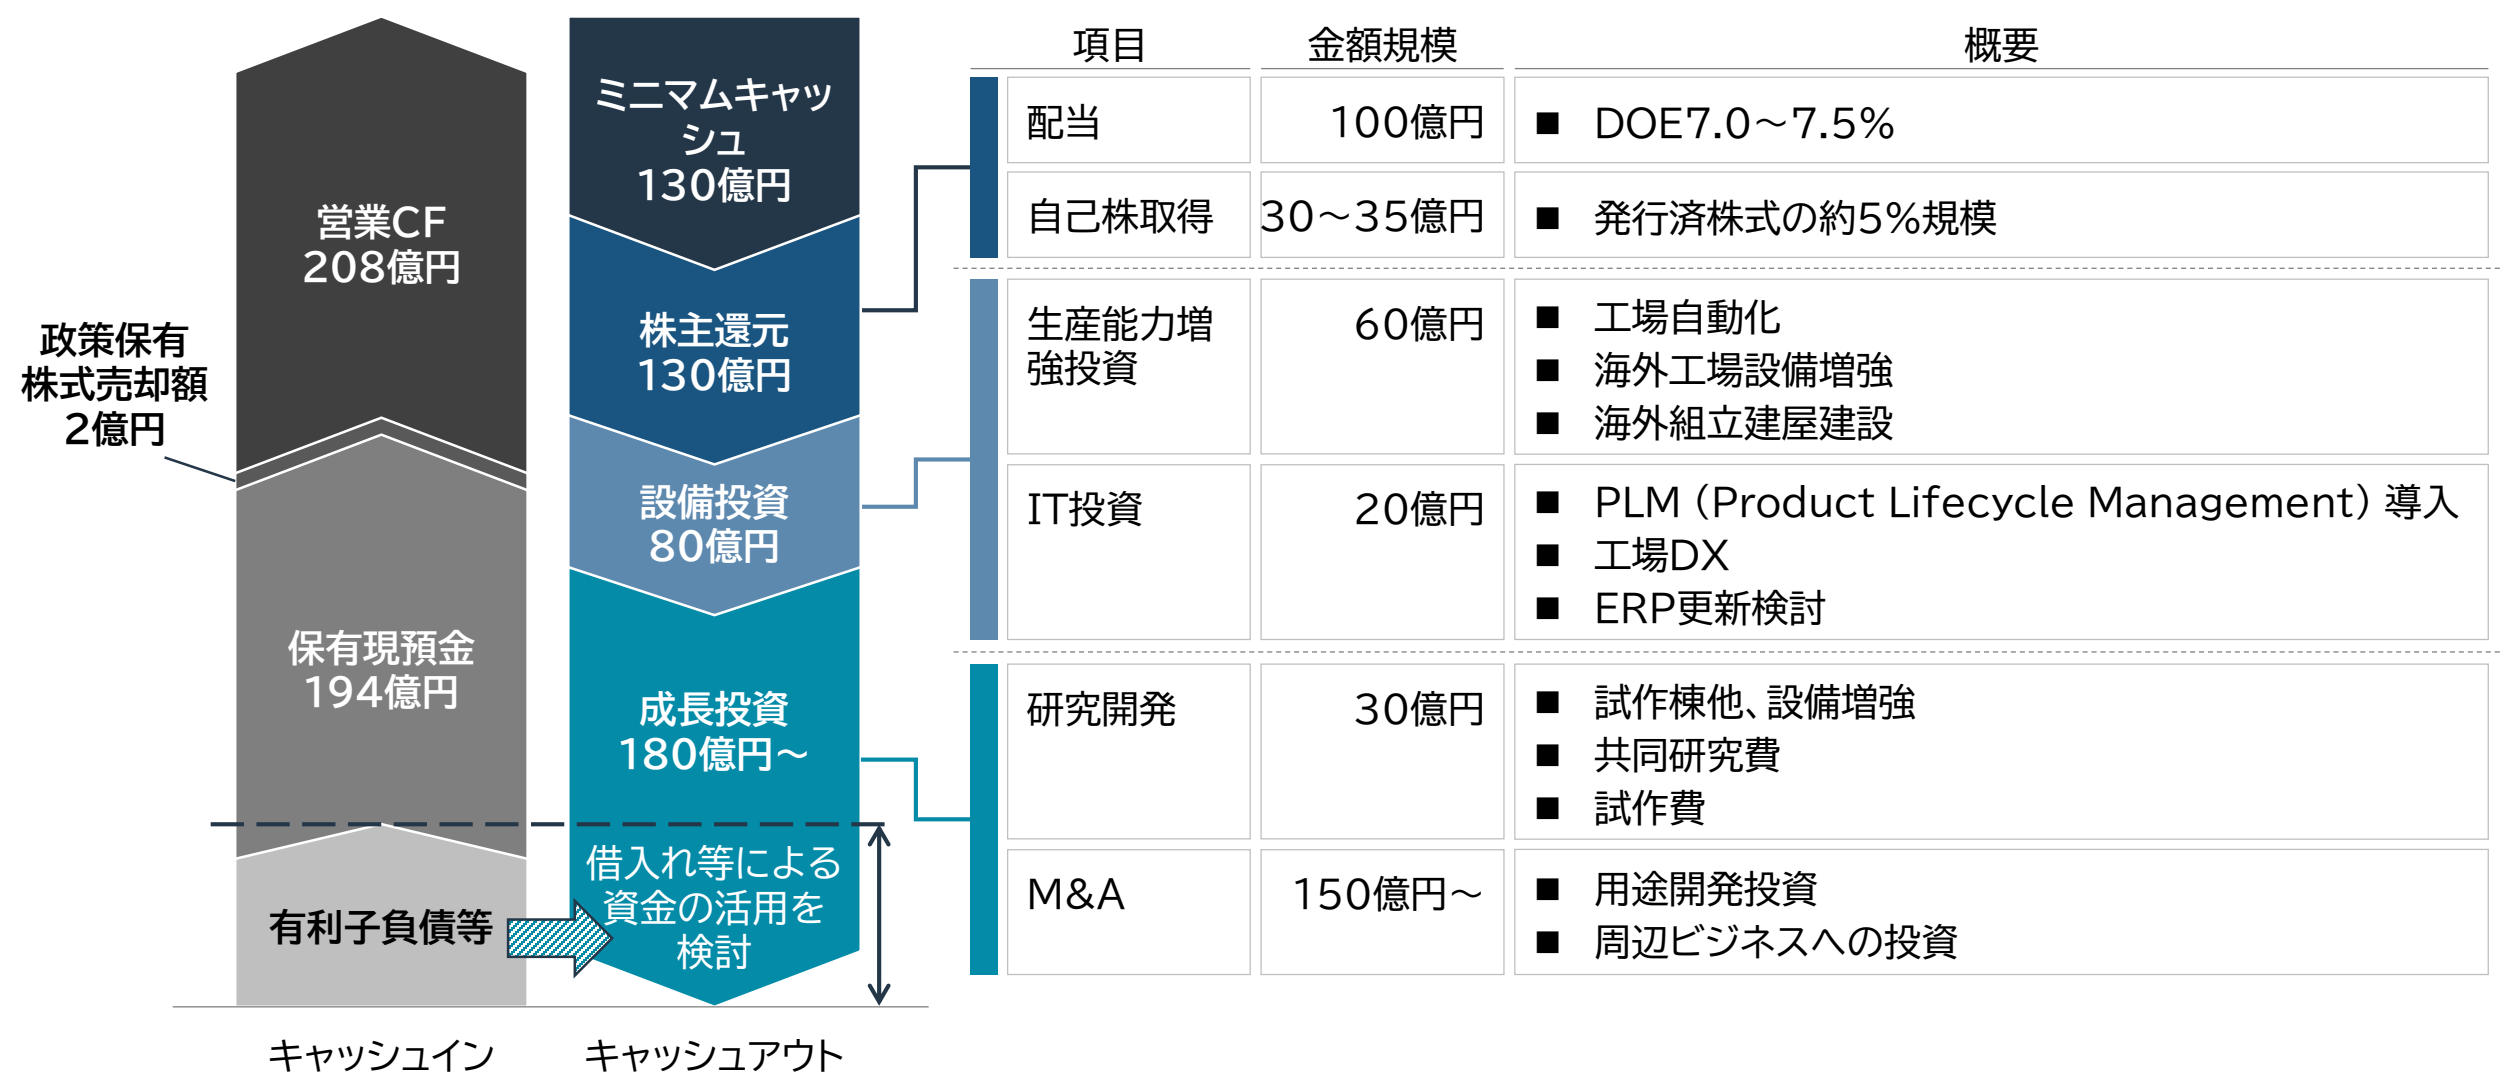 営業CF
208億円
政策保有
株式売却額
2億円
保有現預金
194億円
有利子負債等
キャッシュイン
ミニマムキャッ
シュ
130億円
株主還元
130億円
設備投資
80億円
成長投資
180億円～
借入れ等による
資金の活用を
検討
キャッシュアウト
項目 金額規模 概要
配当 100億円 ■ DOE7.0～7.5%
自己株取得 30～35億円 ■ 発行済株式の約5%規模
生産能力増
強投資
60億円
■ 工場自動化
■ 海外工場設備増強
■ 海外組立建屋建設
IT投資 20億円
■ PLM（Product Lifecycle Management）導入
■ 工場DX
■ ERP更新検討
研究開発 30億円
■ 試作棟他、設備増強
■ 共同研究費
■ 試作費
M&A 150億円～
■ 用途開発投資
■ 周辺ビジネスへの投資